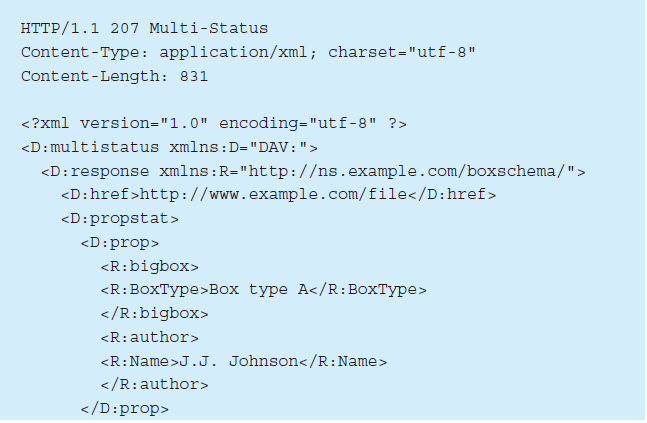 HTTP/1.1 207 Multi-Status
Content-Type: application/xml; charset="utf-8"
Content-Length: 831

<?xml version="1.0" encoding="utf-8" ?>
<D:multistatus xmlns:D="DAV:">
  <D:response xmlns:R="http://ns.example.com/boxschema/">
    <D:href>http://www.example.com/file</D:href>
    <D:propstat>
      <D:prop>
        <R:bigbox>
        <R:BoxType>Box type A</R:BoxType>
        </R:bigbox>
        <R:author>
        <R:Name>J.J. Johnson</R:Name>
        </R:author>
      </D:prop>